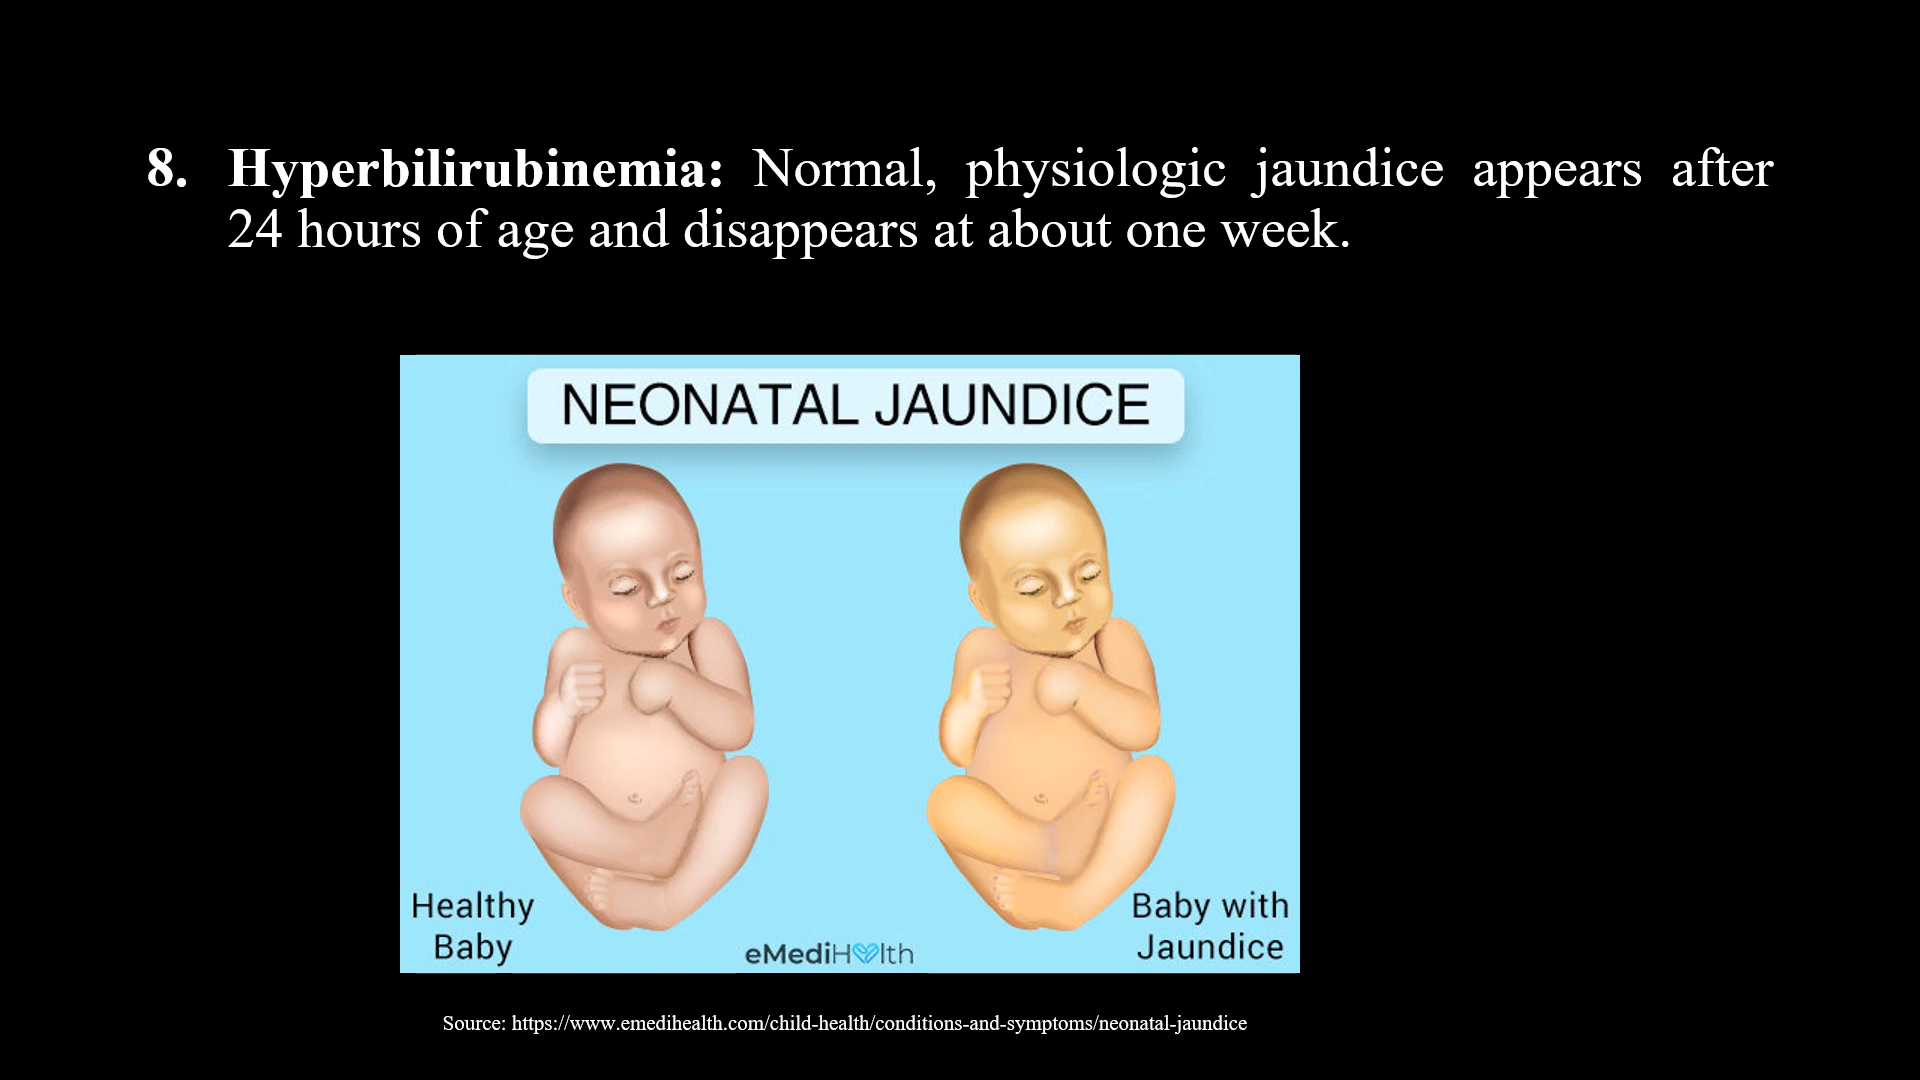 8. Hyperbilirubinemia: Normal, physiologic jaundice appears after
24 hours of age and disappears at about one week.
NEONATAL JAUNDICE
Healthy
Baby
Baby with
Jaundice
eMediHealth
Source: https://www.emedihealth.com/child-health/conditions-and-symptoms/neonatal-jaundice